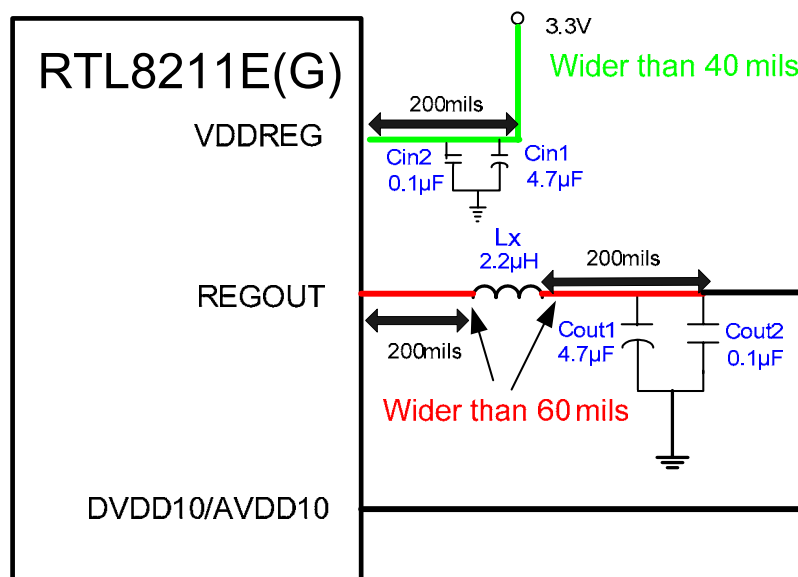 3.3V
RTL8211E(G)
Wider than 40 mils
200mils
VDDREG
Cin2
0.1µF
Cin1
4.7µF
Lx
2.2µH
200mils
REGOUT
200mils
Cout1
4.7µF
Cout2
0.1µF
Wider than 60 mils
DVDD10/AVDD10